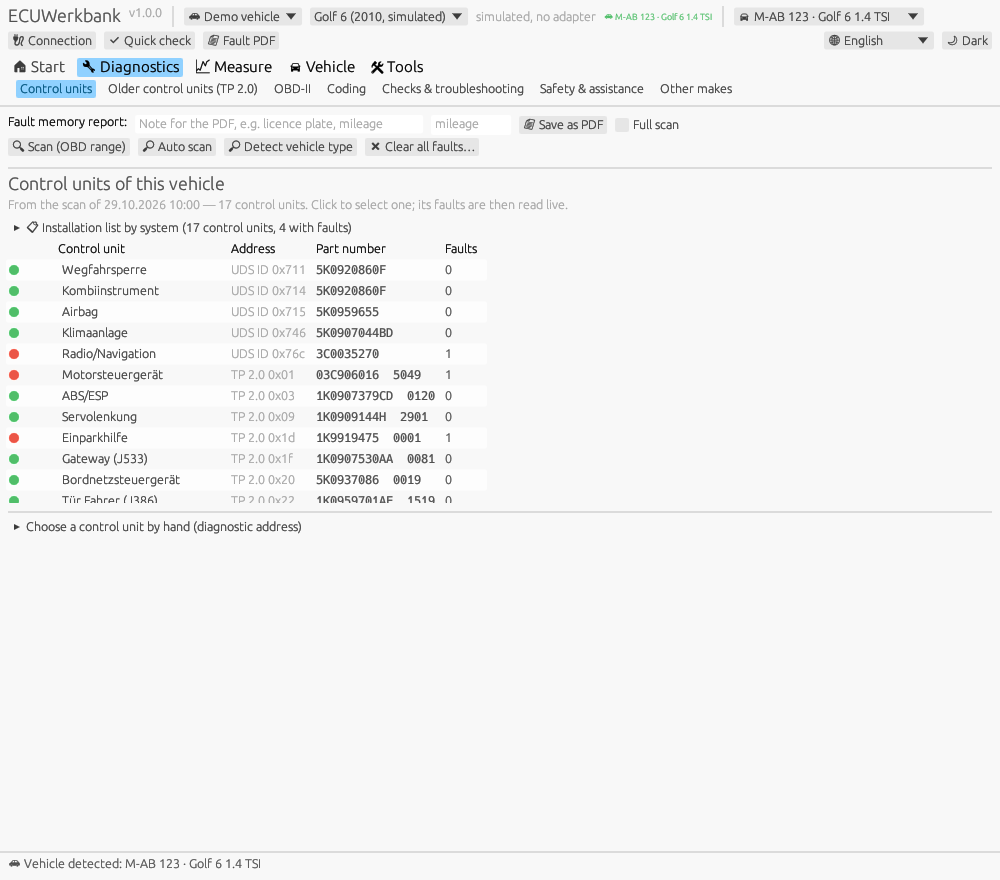 ECUWerkbank v1.0.0 Demo vehicle Golf 6 (2010, simulated) simulated, no adapter M-AB 123 · Golf 6 1.4 TSI M-AB 123 · Golf 6 1.4 TSI
Connection Quick check Fault PDF English Dark
Start Diagnostics Measure Vehicle Tools
Control units Older control units (TP 2.0) OBD-II Coding Checks & troubleshooting Safety & assistance Other makes
Fault memory report: Note for the PDF, e.g. licence plate, mileage mileage Save as PDF Full scan
Scan (OBD range) Auto scan Detect vehicle type Clear all faults...
Control units of this vehicle
From the scan of 29.10.2026 10:00 — 17 control units. Click to select one; its faults are then read live.
Installation list by system (17 control units, 4 with faults)
Control unit Address Part number Faults
Wegfahrsperre UDS ID 0x711 5K0920860F 0
Kombiinstrument UDS ID 0x714 5K0920860F 0
Airbag UDS ID 0x715 5K0959655 0
Klimaanlage UDS ID 0x746 5K0907044BD 0
Radio/Navigation UDS ID 0x76c 3C0035270 1
Motorsteuergerät TP 2.0 0x01 03C906016 5049 1
ABS/ESP TP 2.0 0x03 1K0907379CD 0120 0
Servolenkung TP 2.0 0x09 1K0909144H 2901 0
Einparkhilfe TP 2.0 0x1d 1K9919475 0001 1
Gateway (J533) TP 2.0 0x1f 1K0907530AA 0081 0
Bordnetzsteuergerät TP 2.0 0x20 5K0937086 0019 0
Tür Fahrer (J386) TP 2.0 0x22 1K0959701AE 1519 0
Choose a control unit by hand (diagnostic address)
Vehicle detected: M-AB 123 · Golf 6 1.4 TSI